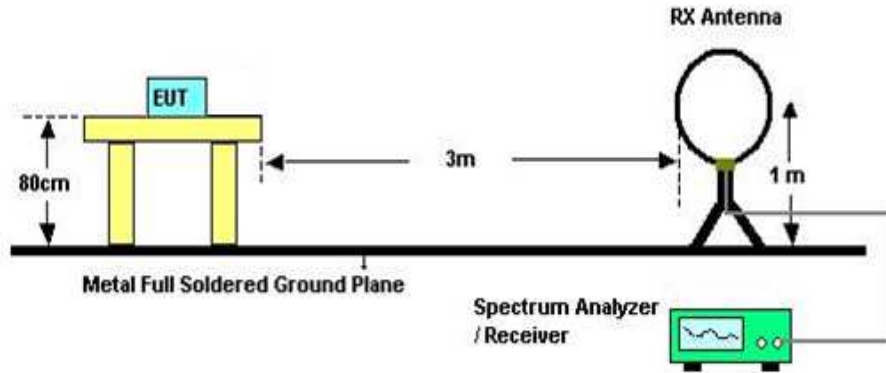 RX Antenna
EUT
3m
80cm
1 m
Metal Full Soldered Ground Plane
Spectrum Analyzer
/ Receiver